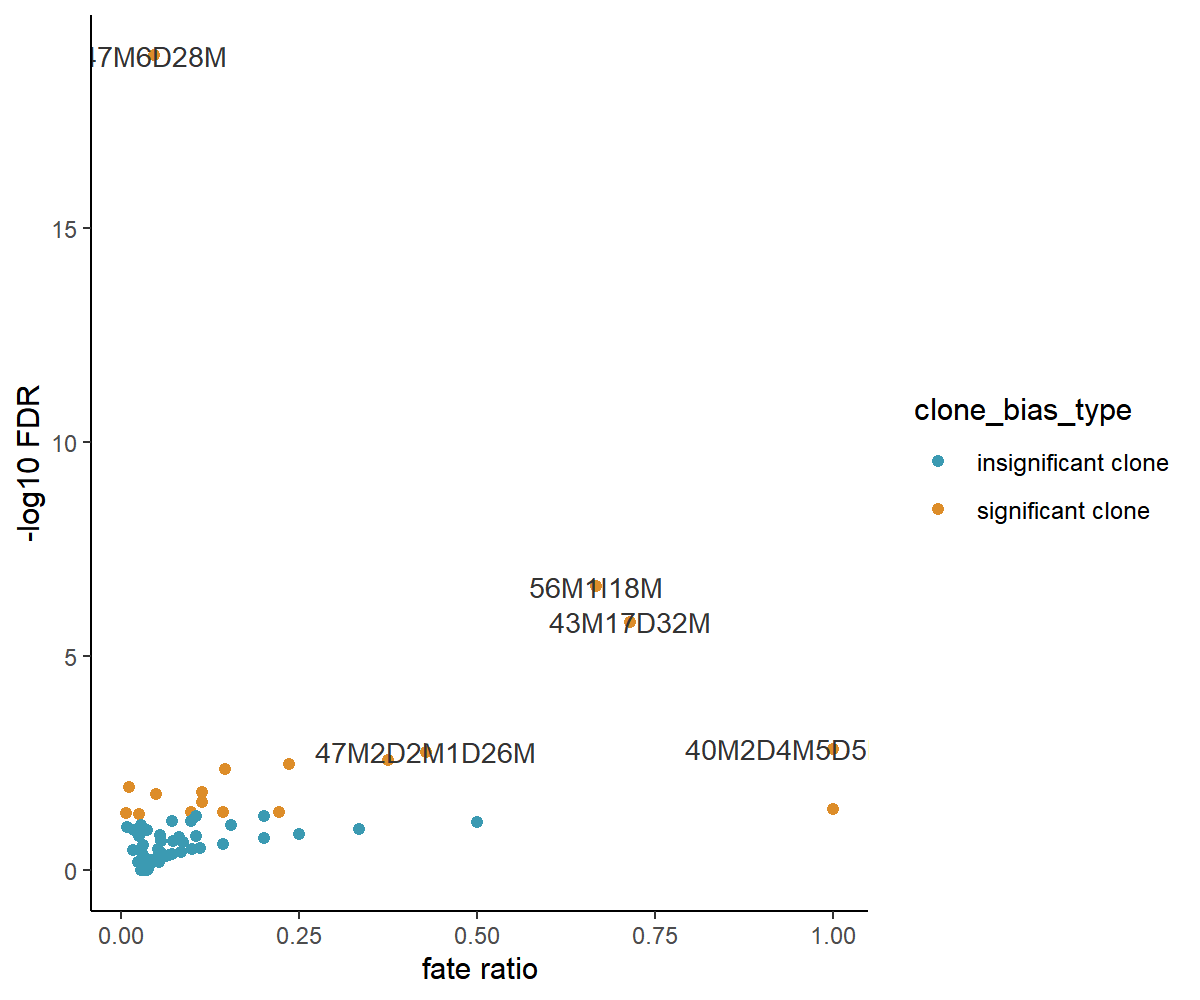 47M6D28M
15
10
5
0
-log10 FDR
56M1I18M
43M17D32M
47M2D2M1D26M
40M2D4M5D5
0.00 0.25 0.50 0.75 1.00
fate ratio
clone_bias_type
insignificant clone
significant clone